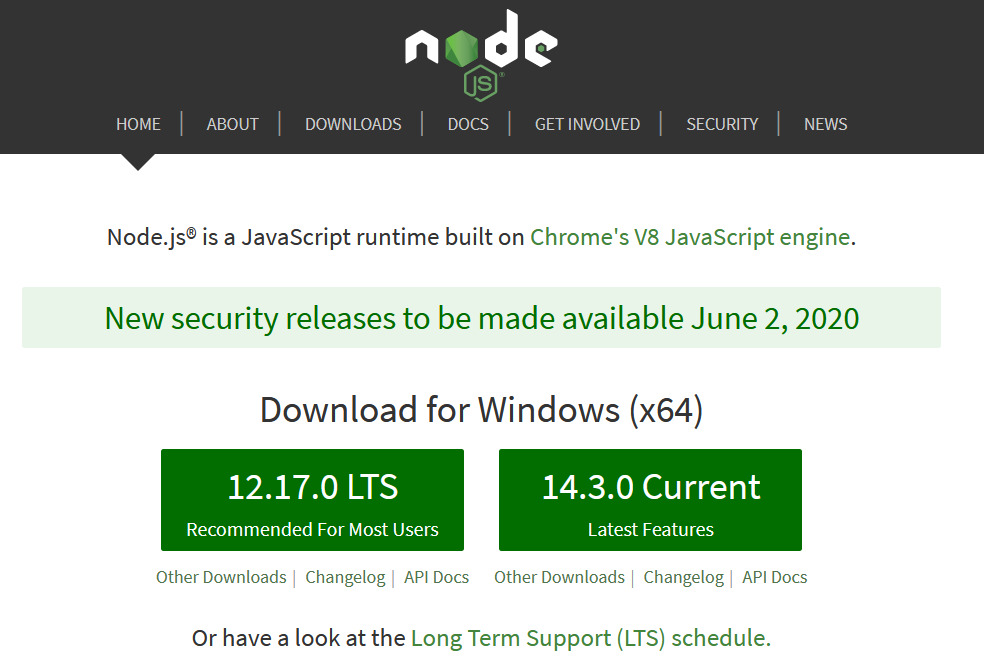 node
JS®
HOME | ABOUT | DOWNLOADS | DOCS | GET INVOLVED | SECURITY | NEWS
Node.js® is a JavaScript runtime built on Chrome's V8 JavaScript engine.
New security releases to be made available June 2, 2020
Download for Windows (x64)
12.17.0 LTS
Recommended For Most Users
14.3.0 Current
Latest Features
Other Downloads | Changelog | API Docs
Other Downloads | Changelog | API Docs
Or have a look at the Long Term Support (LTS) schedule.